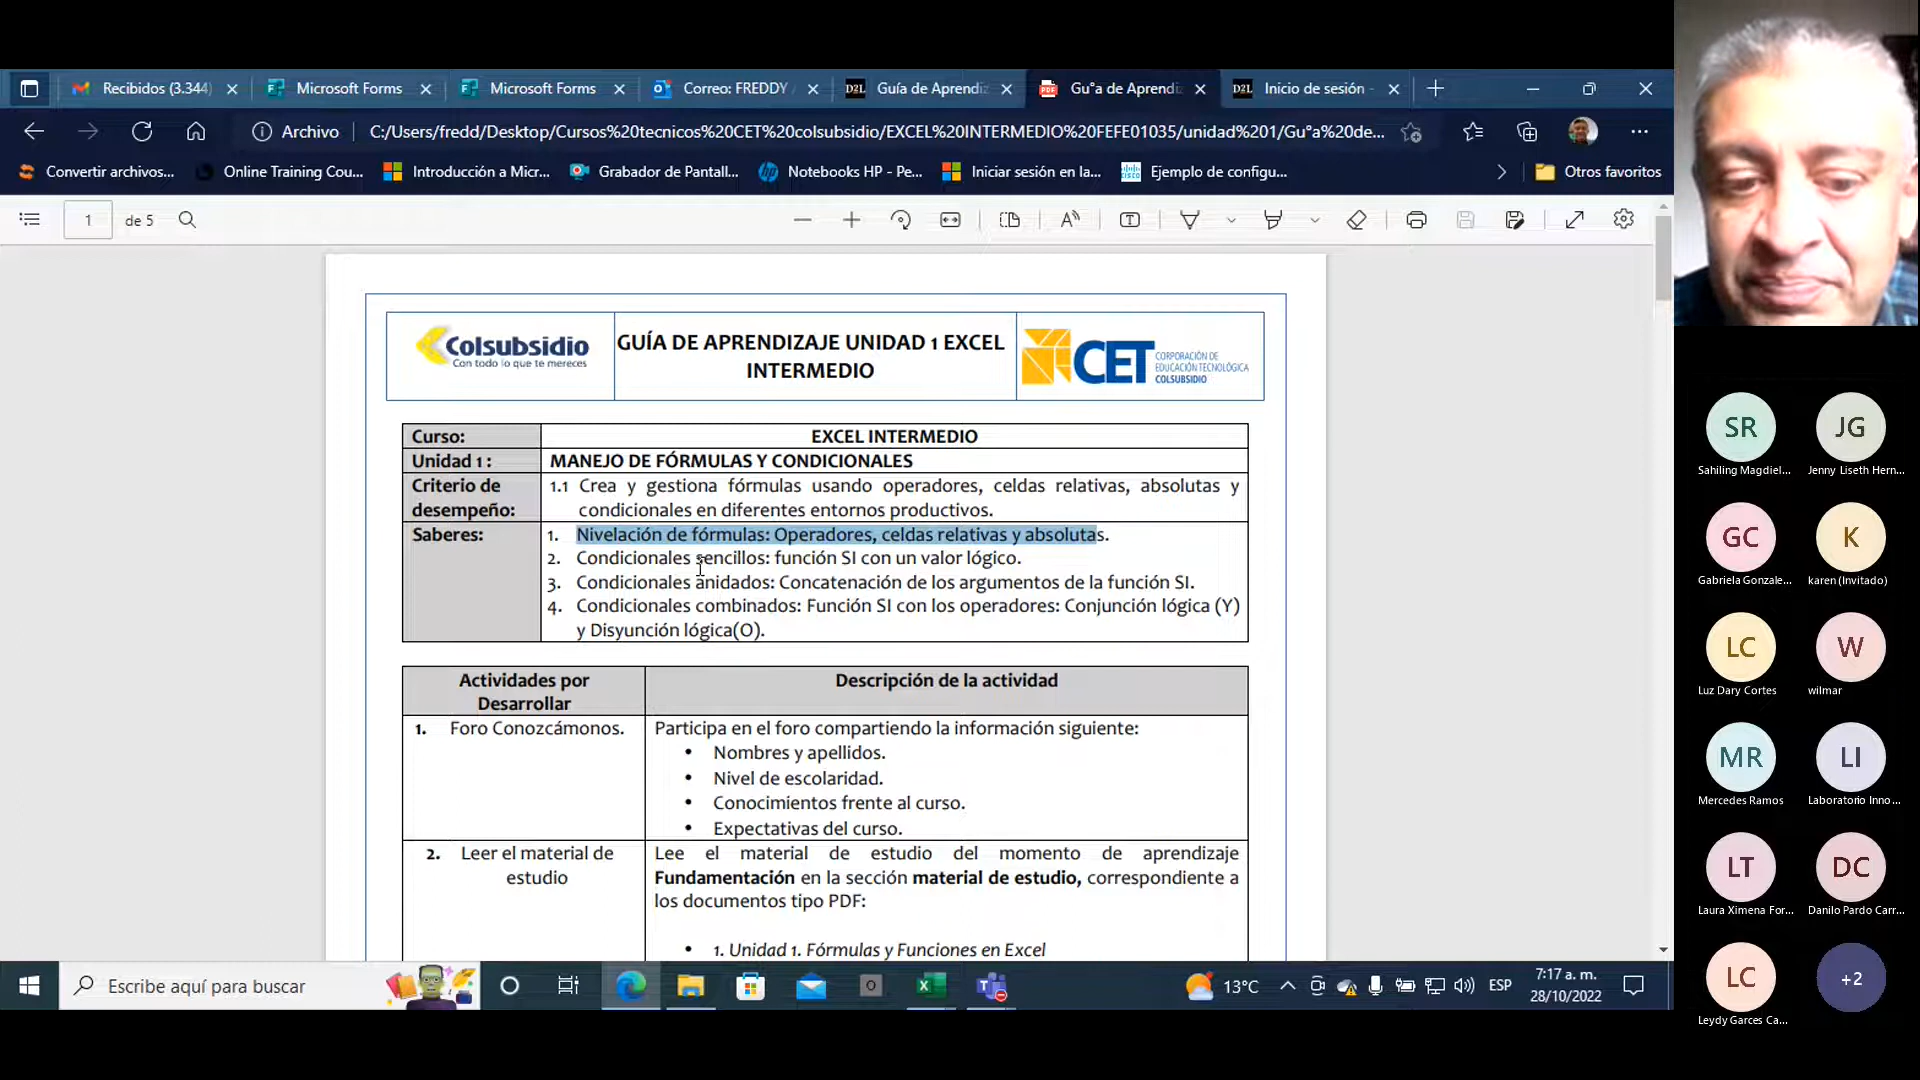 Recibidos (3.344)
Microsoft Forms
Microsoft Forms
Correo: FREDDY
D2L Guía de Aprendi
Gu°a de Aprendi
D2L Inicio de sesión -
Archivo
C:/Users/fredd/Desktop/Cursos%20tecnicos%20CET%20colsubsidio/EXCEL%20INTERMEDIO%20FEFE01035/unidad%201/Gu°a%20de...
Convertir archivos...
Online Training Cou...
Introducción a Micr...
Grabador de Pantall...
Notebooks HP - Pe...
Iniciar sesión en la...
Ejemplo de configu...
Otros favoritos
1 de 5
Colsubsidio
Con todo lo que te mereces
GUÍA DE APRENDIZAJE UNIDAD 1 EXCEL
INTERMEDIO
CET
CORPORACIÓN DE
EDUCACIÓN TECNOLÓGICA
COLSUBSIDIO
Curso: EXCEL INTERMEDIO
Unidad 1 : MANEJO DE FÓRMULAS Y CONDICIONALES
Criterio de desempeño:
1.1 Crea y gestiona fórmulas usando operadores, celdas relativas, absolutas y
condicionales en diferentes entornos productivos.
Saberes:
1. Nivelación de fórmulas: Operadores, celdas relativas y absolutas.
2. Condicionales sencillos: función SI con un valor lógico.
3. Condicionales anidados: Concatenación de los argumentos de la función SI.
4. Condicionales combinados: Función SI con los operadores: Conjunción lógica (Y)
y Disyunción lógica(O).
Actividades por
Desarrollar
Descripción de la actividad
1. Foro Conozcámonos.
Participa en el foro compartiendo la información siguiente:
• Nombres y apellidos.
• Nivel de escolaridad.
• Conocimientos frente al curso.
• Expectativas del curso.
2. Leer el material de
estudio
Lee el material de estudio del momento de aprendizaje
Fundamentación en la sección material de estudio, correspondiente a
los documentos tipo PDF:
• 1. Unidad 1. Fórmulas y Funciones en Excel
Escribe aquí para buscar
13°C
ESP
7:17 a. m.
28/10/2022
SR
JG
Sahiling Magdiel...
Jenny Liseth Hern...
GC
K
Gabriela Gonzale...
karen (Invitado)
LC
W
Luz Dary Cortes
wilmar
MR
LI
Mercedes Ramos
Laboratorio Inno...
LT
DC
Laura Ximena For...
Danilo Pardo Carr...
LC
+2
Leydy Garces Ca...